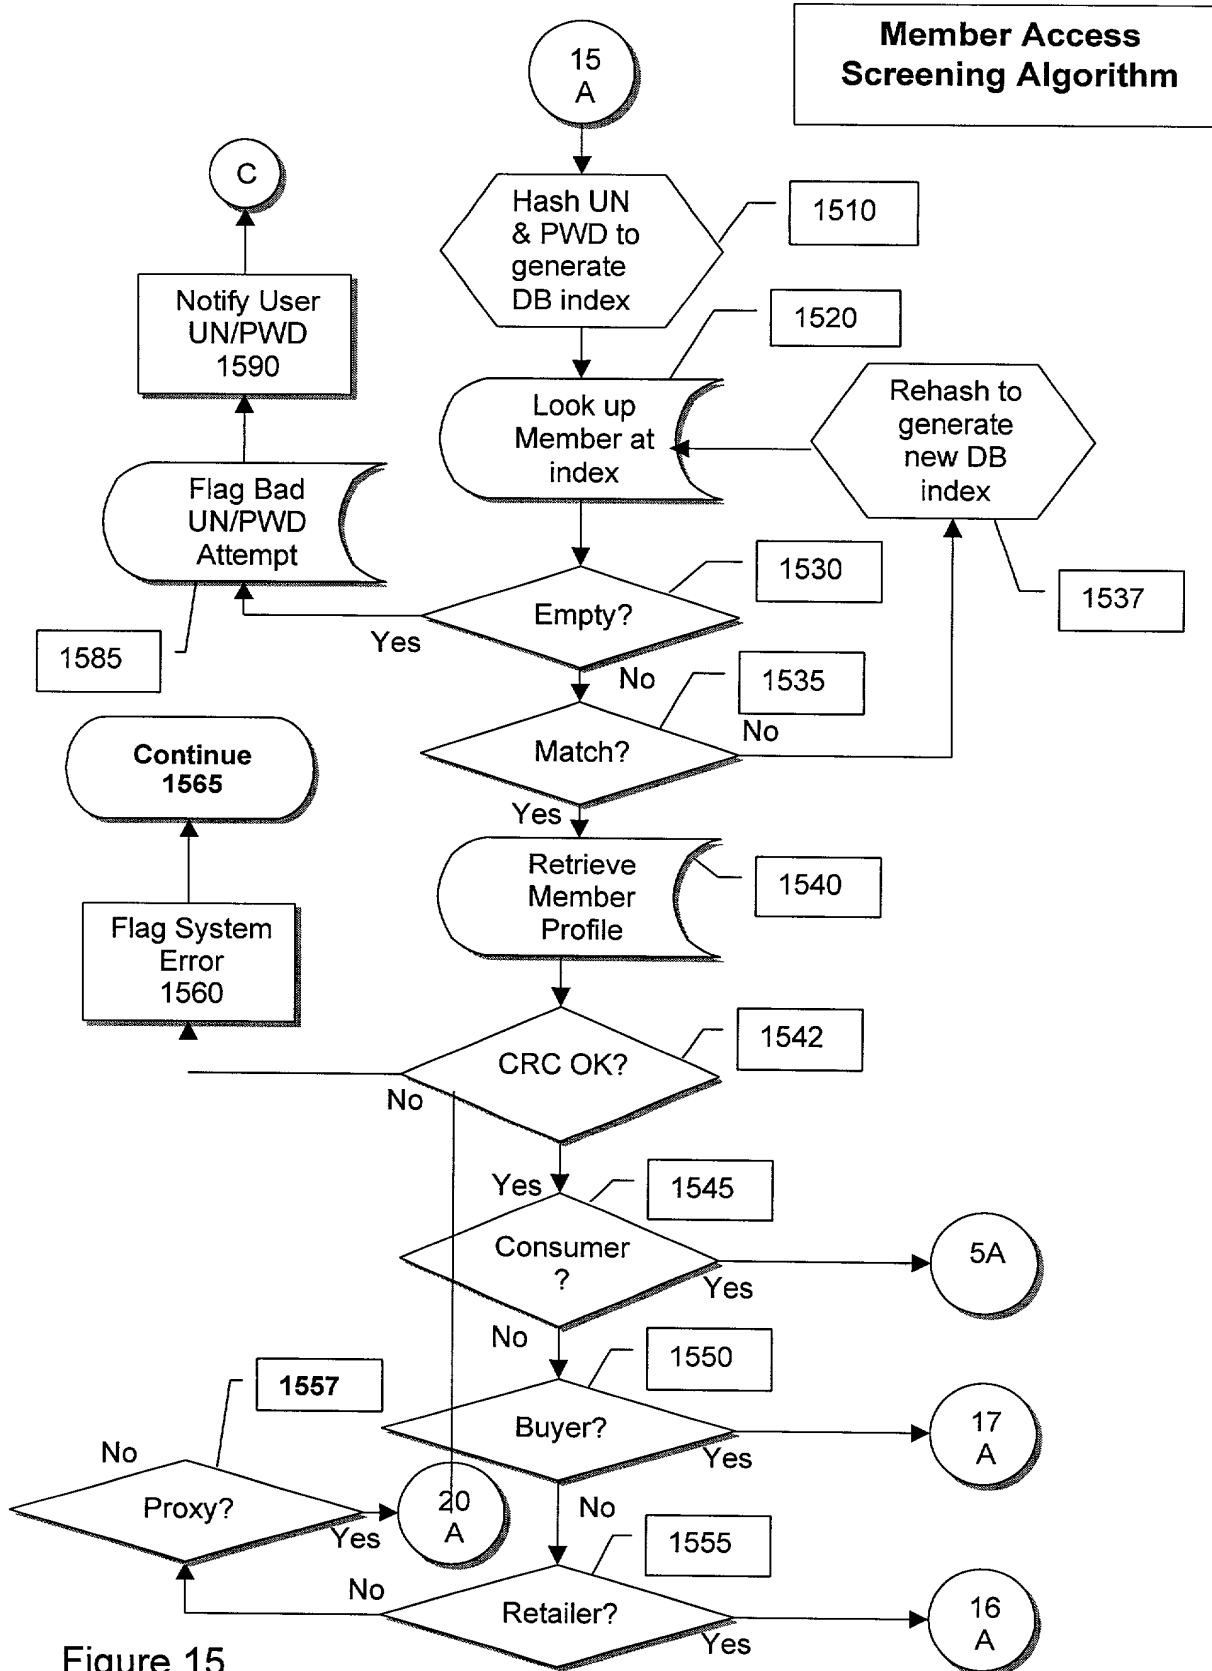 Member Access
Screening Algorithm
15
A
C
Hash UN
& PWD to
generate
DB index
1510
Notify User
UN/PWD
1590
1520
Look up
Member at
index
Rehash to
generate
new DB
index
Flag Bad
UN/PWD
Attempt
1530
1537
Empty?
Yes
1585
No
1535
Continue
1565
Match?
No
Yes
Retrieve
Member
Profile
1540
Flag System
Error
1560
1542
CRC OK?
No
Yes
1545
Consumer
?
Yes
5A
No
1550
1557
Buyer?
Yes
17
A
No
Proxy?
Yes
20
A
No
1555
No
Retailer?
Yes
16
A
Figure 15